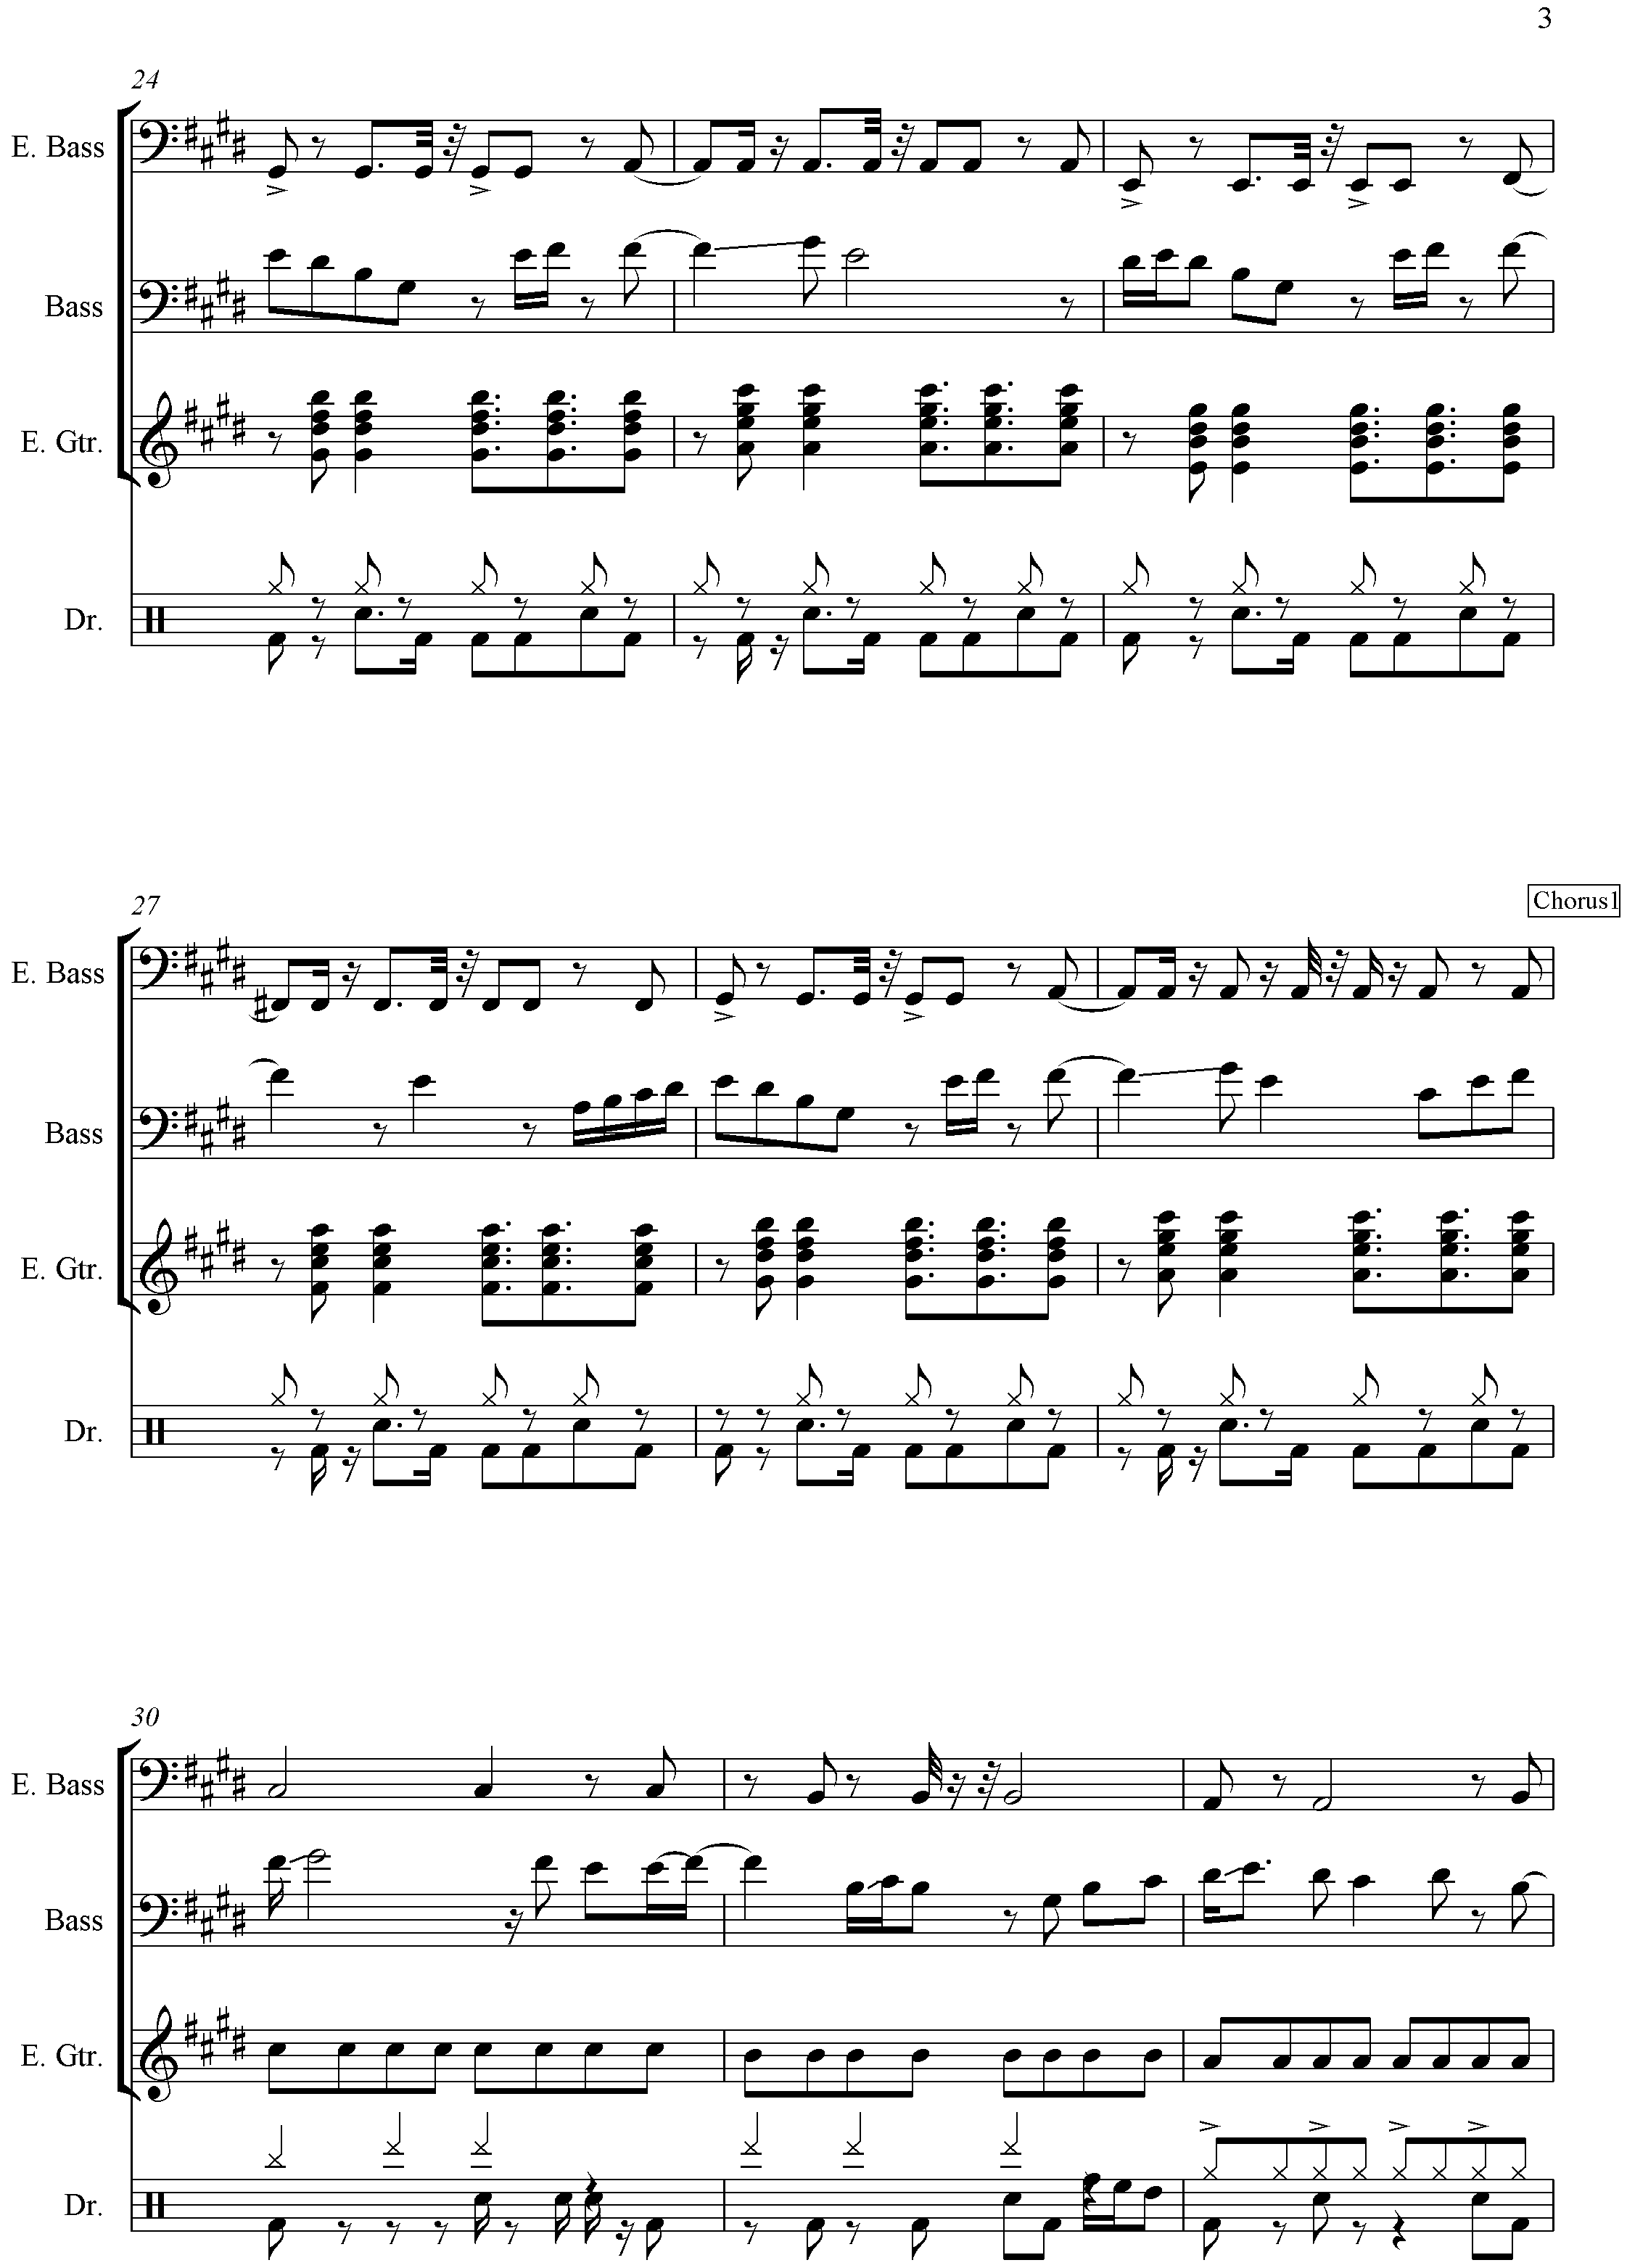 3
24
E. Bass
Bass
E. Gtr.
Dr.
27
Chorus1
E. Bass
Bass
E. Gtr.
Dr.
30
E. Bass
Bass
E. Gtr.
Dr.